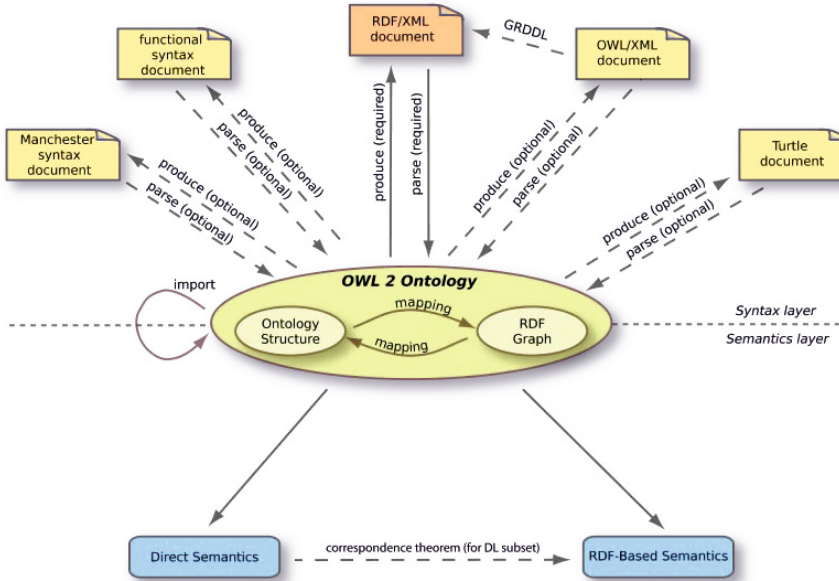 RDF/XML
document
GRDDL
functional
syntax
document
OWL/XML
document
Manchester
syntax
document
Turtle
document
produce (optional)
parse (optional)
produce (optional)
parse (optional)
produce (required)
parse (required)
produce (optional)
parse (optional)
produce (optional)
parse (optional)
import
OWL 2 Ontology
mapping
Ontology
Structure
RDF
Graph
mapping
Syntax layer
Semantics layer
Direct Semantics
correspondence theorem (for DL subset)
RDF-Based Semantics